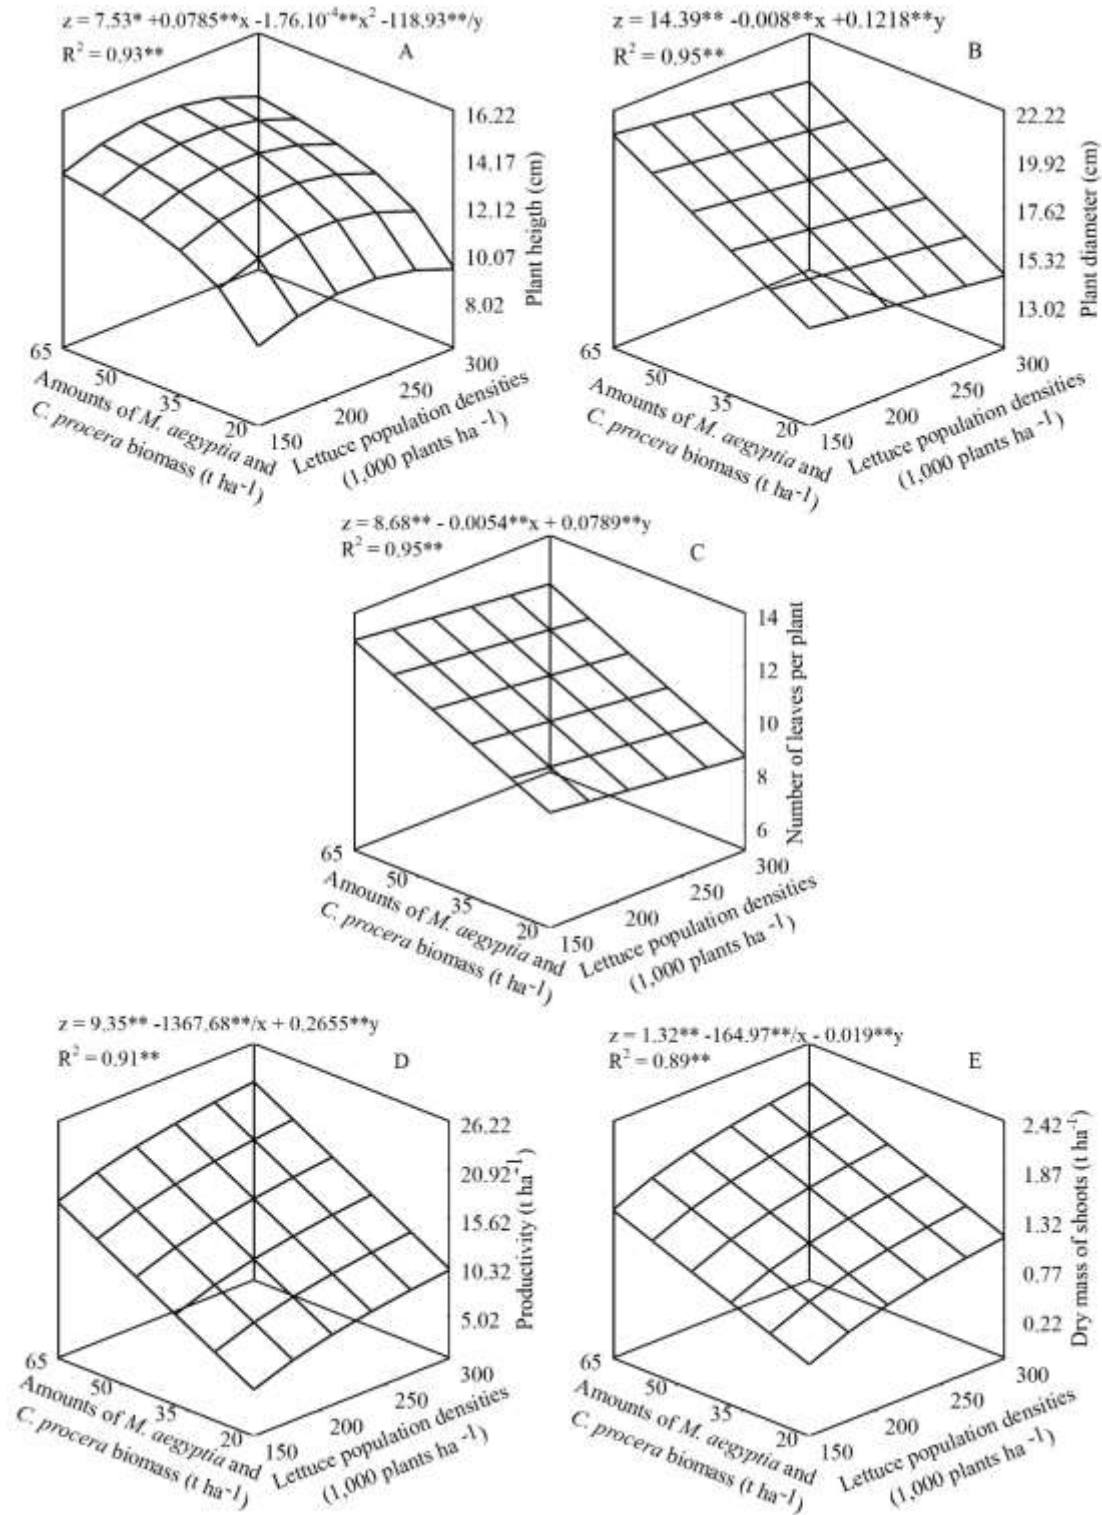 z = 7.53* +0.0785**x -1.76.10⁻⁴**x² -118.93**/y
R² = 0.93**
A
16.22
14.17
12.12
10.07
8.02
Plant heigth (cm)
65
50
35
20
Amounts of M. aegyptia and
C. procera biomass (t ha⁻¹)
150
200
250
300
Lettuce population densities
(1,000 plants ha ⁻¹)
z = 14.39** -0.008**x +0.1218**y
R² = 0.95**
B
22.22
19.92
17.62
15.32
13.02
Plant diameter (cm)
65
50
35
20
Amounts of M. aegyptia and
C. procera biomass (t ha⁻¹)
150
200
250
300
Lettuce population densities
(1,000 plants ha ⁻¹)
z = 8.68** - 0.0054**x + 0.0789**y
R² = 0.95**
C
14
12
10
8
6
Number of leaves per plant
65
50
35
20
Amounts of M. aegyptia and
C. procera biomass (t ha⁻¹)
150
200
250
300
Lettuce population densities
(1,000 plants ha ⁻¹)
z = 9.35** -1367.68**/x + 0.2655**y
R² = 0.91**
D
26.22
20.92
15.62
10.32
5.02
Productivity (t ha⁻¹)
65
50
35
20
Amounts of M. aegyptia and
C. procera biomass (t ha⁻¹)
150
200
250
300
Lettuce population densities
(1,000 plants ha ⁻¹)
z = 1.32** -164.97**/x - 0.019**y
R² = 0.89**
E
2.42
1.87
1.32
0.77
0.22
Dry mass of shoots (t ha⁻¹)
65
50
35
20
Amounts of M. aegyptia and
C. procera biomass (t ha⁻¹)
150
200
250
300
Lettuce population densities
(1,000 plants ha ⁻¹)